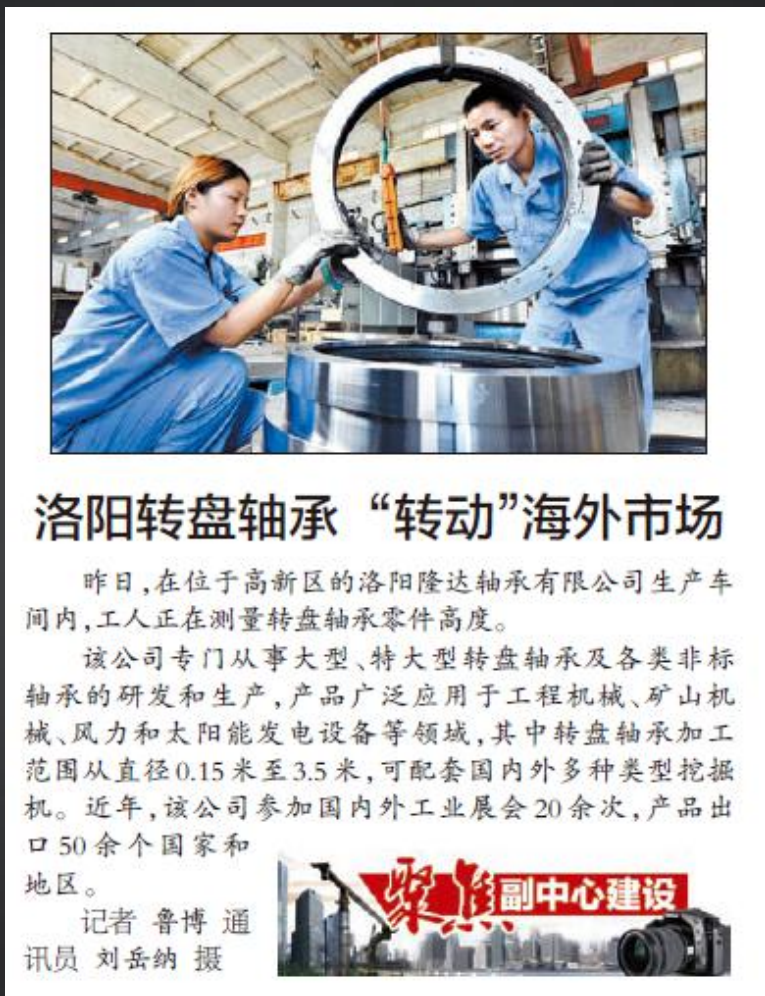 洛阳转盘轴承 “转动”海外市场
昨日,在位于高新区的洛阳隆达轴承有限公司生产车
间内,工人正在测量转盘轴承零件高度。
该公司专门从事大型、特大型转盘轴承及各类非标
轴承的研发和生产,产品广泛应用于工程机械、矿山机
械、风力和太阳能发电设备等领域,其中转盘轴承加工
范围从直径0.15米至3.5米,可配套国内外多种类型挖掘
机。近年,该公司参加国内外工业展会20余次,产品出
口50余个国家和
地区。
记者 鲁博 通
讯员 刘岳纳 摄
聚焦副中心建设